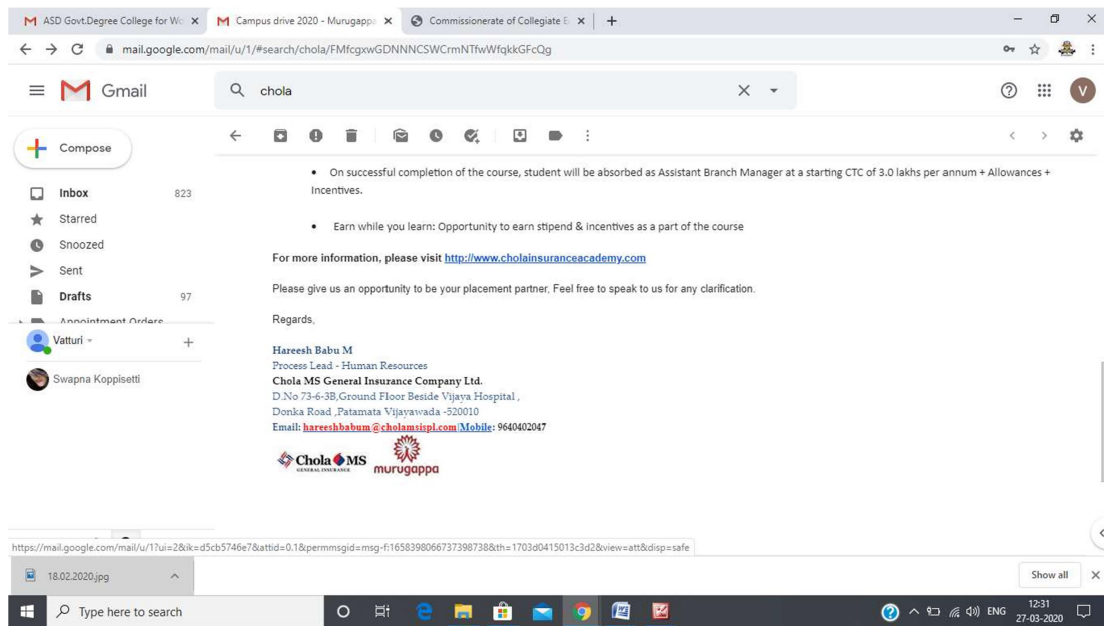 ASD Govt.Degree College for Wo
Campus drive 2020 - Murugappa
Commissionerate of Collegiate E
mail.google.com/mail/u/1/#search/chola/FMfcgxwGDNNNCSWCrmNTfwWfqkkGFcQg
Gmail
chola
V
Compose
Inbox 823
Starred
Snoozed
Sent
Drafts 97
Appointment Orders
Vatturi
Swapna Koppisetti
• On successful completion of the course, student will be absorbed as Assistant Branch Manager at a starting CTC of 3.0 lakhs per annum + Allowances +
Incentives.
• Earn while you learn: Opportunity to earn stipend & incentives as a part of the course
For more information, please visit http://www.cholainsuranceacademy.com
Please give us an opportunity to be your placement partner, Feel free to speak to us for any clarification.
Regards,
Hareesh Babu M
Process Lead - Human Resources
Chola MS General Insurance Company Ltd.
D.No 73-6-3B,Ground Floor Beside Vijaya Hospital ,
Donka Road ,Patamata Vijayawada -520010
Email: hareeshbabum@cholamsispl.com|Mobile: 9640402047
Chola MS
GENERAL INSURANCE
murugappa
https://mail.google.com/mail/u/1?ui=2&ik=d5cb5746e7&attid=0.1&permmsgid=msg-f:1658398066737398738&th=1703d0415013c3d2&view=att&disp=safe
18.02.2020.jpg
Show all
Type here to search
ENG
12:31
27-03-2020